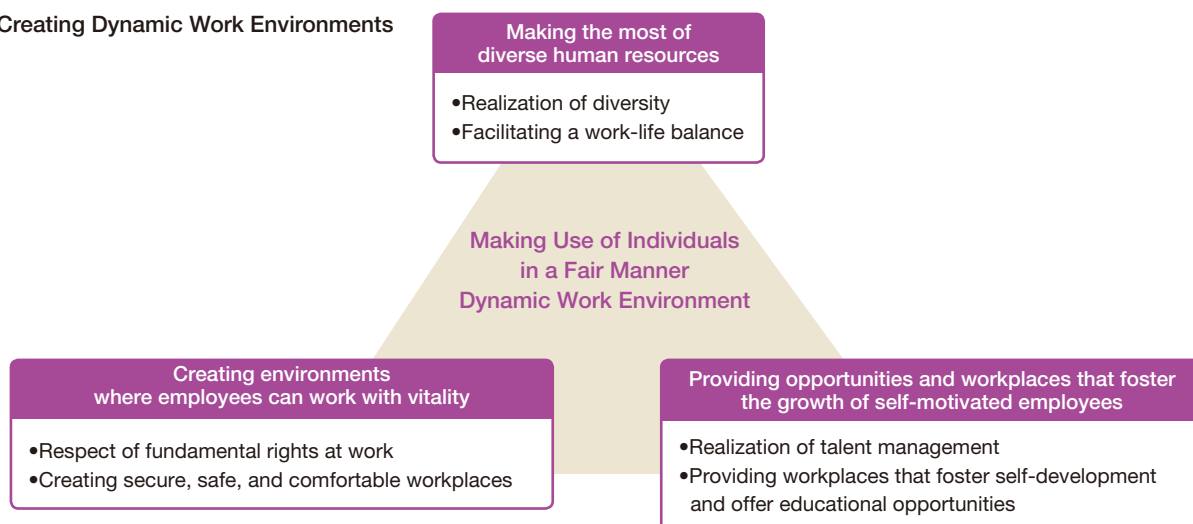 Creating Dynamic Work Environments
Making the most of
diverse human resources
•Realization of diversity
•Facilitating a work-life balance
Making Use of Individuals
in a Fair Manner
Dynamic Work Environment
Creating environments
where employees can work with vitality
•Respect of fundamental rights at work
•Creating secure, safe, and comfortable workplaces
Providing opportunities and workplaces that foster
the growth of self-motivated employees
•Realization of talent management
•Providing workplaces that foster self-development
and offer educational opportunities